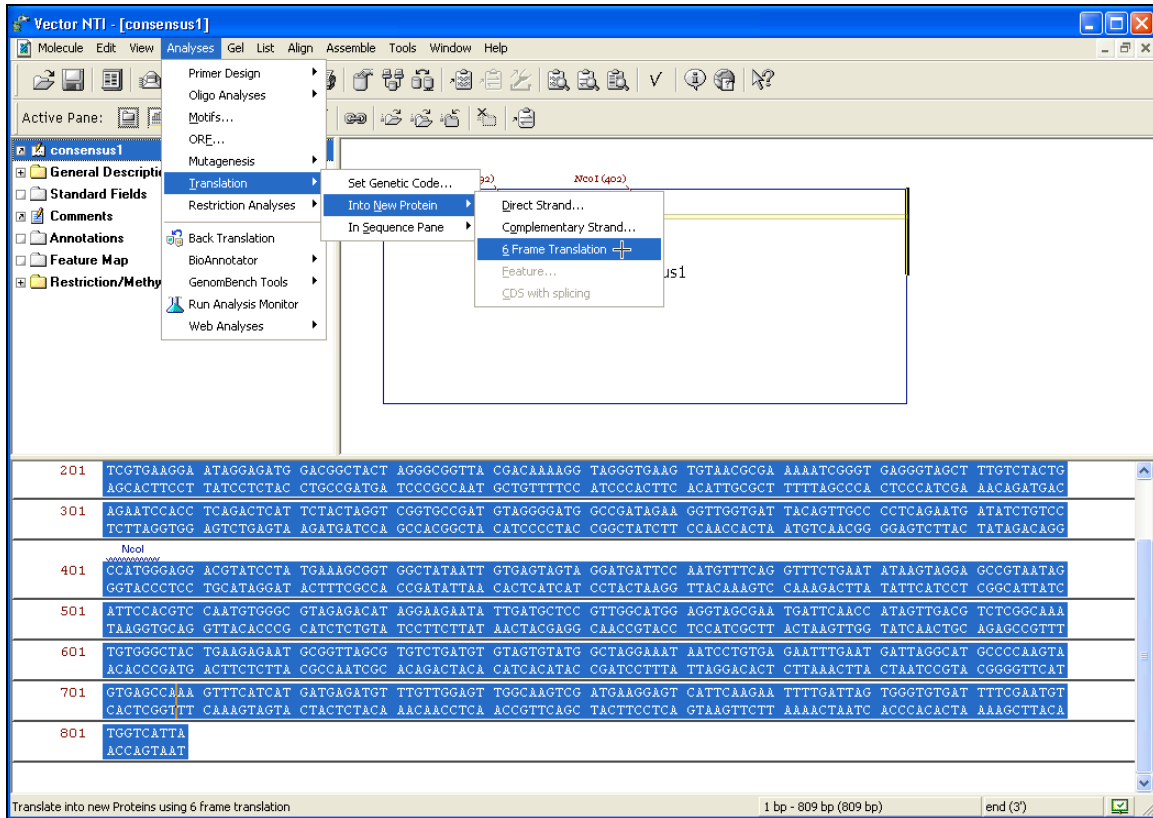 Vector NTI - [consensus1]
Molecule Edit View Analyses Gel List Align Assemble Tools Window Help
Active Pane:
Primer Design
Oligo Analyses
Motifs...
ORF...
Mutagenesis
Translation
Restriction Analyses
Back Translation
BioAnnotator
GenomBench Tools
Run Analysis Monitor
Web Analyses
Set Genetic Code...
Into New Protein
In Sequence Pane
Direct Strand...
Complementary Strand...
6 Frame Translation
Feature...
CDS with splicing
consensus1
General Descripti
Standard Fields
Comments
Annotations
Feature Map
Restriction/Methy
92)
NcoI (402)
us1
201 TCGTGAAGGA ATAGGAGATG GACGGCTACT AGGGCGGTTA CGACAAAAGG TAGGGTGAAG TGTAACGCGA AAAATCGGGT GAGGGTAGCT TTGTCTACTG
AGCACTTCCT TATCCTCTAC CTGCCGATGA TCCCGCCAAT GCTGTTTTCC ATCCCACTTC ACATTGCGCT TTTTAGCCCA CTCCCATCGA AACAGATGAC
301 AGAATCCACC TCAGACTCAT TCTACTAGGT CGGTGCCGAT GTAGGGGATG GCCGATAGAA GGTTGGTGAT TACAGTTGCC CCTCAGAATG ATATCTGTCC
TCTTAGGTGG AGTCTGAGTA AGATGATCCA GCCACGGCTA CATCCCCTAC CGGCTATCTT CCAACCACTA ATGTCAACGG GGAGTCTTAC TATAGACAGG
NcoI
401 CCATGGGAGG ACGTATCCTA TGAAAGCGGT GGCTATAATT GTGAGTAGTA GGATGATTCC AATGTTTCAG GTTTCTGAAT ATAAGTAGGA GCCGTAATAG
GGTACCCTCC TGCATAGGAT ACTTTCGCCA CCGATATTAA CACTCATCAT CCTACTAAGG TTACAAAGTC CAAAGACTTA TATTCATCCT CGGCATTATC
501 ATTCCACGTC CAATGTGGGC GTAGAGACAT AGGAAGAATA TTGATGCTCC GTTGGCATGG AGGTAGCGAA TGATTCAACC ATAGTTGACG TCTCGGCAAA
TAAGGTGCAG GTTACACCCG CATCTCTGTA TCCTTCTTAT AACTACGAGG CAACCGTACC TCCATCGCTT ACTAAGTTGG TATCAACTGC AGAGCCGTTT
601 TGTGGGCTAC TGAAGAGAAT GCGGTTAGCG TGTCTGATGT GTAGTGTATG GCTAGGAAAT AATCCTGTGA GAATTTGAAT GATTAGGCAT GCCCCAAGTA
ACACCCGATG ACTTCTCTTA CGCCAATCGC ACAGACTACA CATCACATAC CGATCCTTTA TTAGGACACT CTTAAACTTA CTAATCCGTA CGGGGTTCAT
701 GTGAGCCAAA GTTTCATCAT GATGAGATGT TTGTTGGAGT TGGCAAGTCG ATGAAGGAGT CATTCAAGAA TTTTGATTAG TGGGTGTGAT TTTCGAATGT
CACTCGGTTT CAAAGTAGTA CTACTCTACA AACAACCTCA ACCGTTCAGC TACTTCCTCA GTAAGTTCTT AAAACTAATC ACCCACACTA AAAGCTTACA
801 TGGTCATTA
ACCAGTAAT
Translate into new Proteins using 6 frame translation
1 bp - 809 bp (809 bp)
end (3')